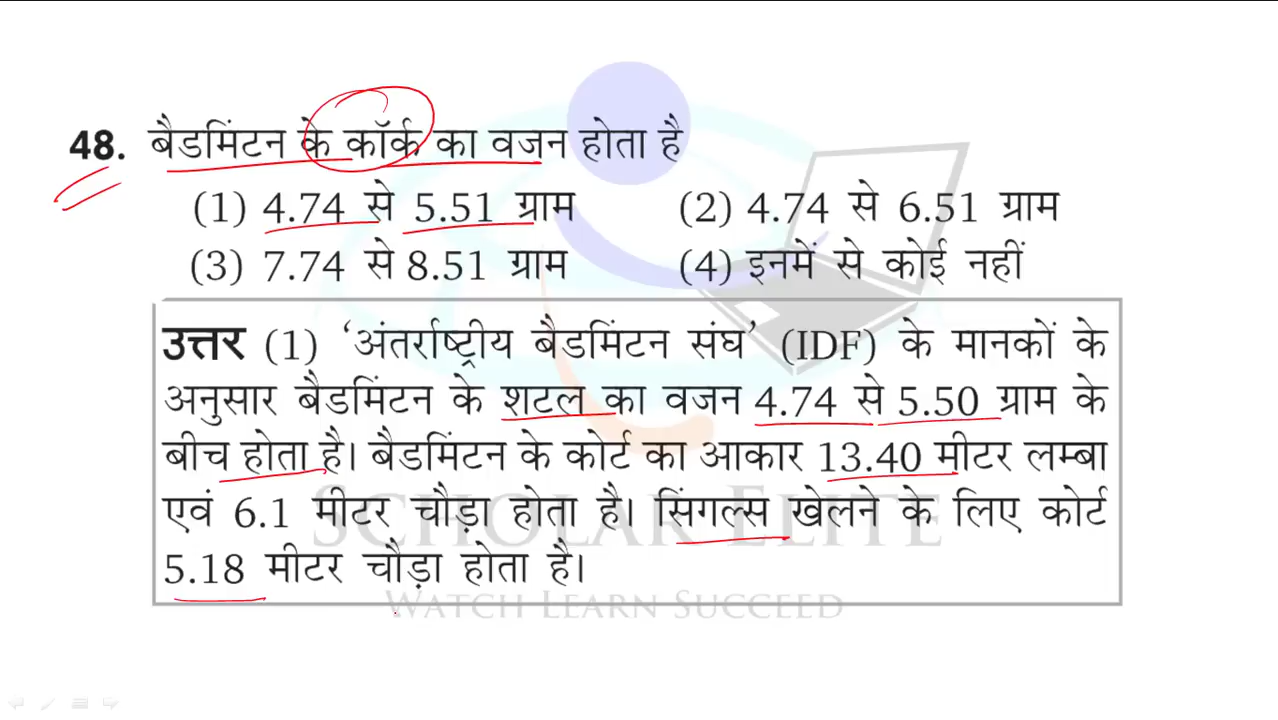 48. बैडमिंटन के कॉर्क का वजन होता है
(1) 4.74 से 5.51 ग्राम (2) 4.74 से 6.51 ग्राम
(3) 7.74 से 8.51 ग्राम (4) इनमें से कोई नहीं
उत्तर (1) ‘अंतर्राष्ट्रीय बैडमिंटन संघ’ (IDF) के मानकों के
अनुसार बैडमिंटन के शटल का वजन 4.74 से 5.50 ग्राम के
बीच होता है। बैडमिंटन के कोर्ट का आकार 13.40 मीटर लम्बा
एवं 6.1 मीटर चौड़ा होता है। सिंगल्स खेलने के लिए कोर्ट
SCHOLAR ELITE
5.18 मीटर चौड़ा होता है।
WATCH LEARN SUCCEED